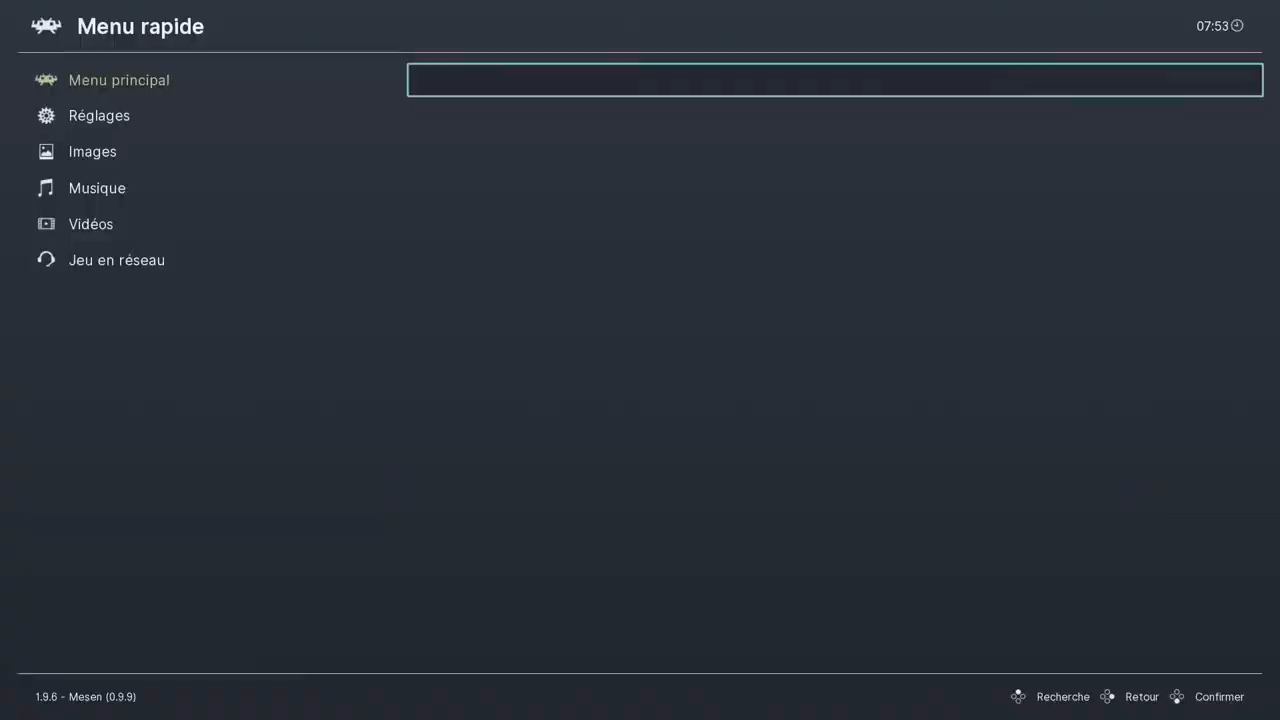 Menu rapide
07:53
Menu principal
Réglages
Images
Musique
Vidéos
Jeu en réseau
1.9.6 - Mesen (0.9.9)
Recherche
Retour
Confirmer